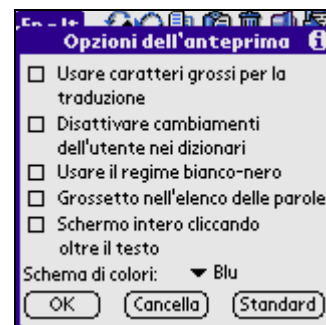 En - It
Opzioni dell'anteprima
Usare caratteri grossi per la
traduzione
Disattivare cambiamenti
dell'utente nei dizionari
Usare il regime bianco-nero
Grossetto nell'elenco delle parole
Schermo intero cliccando
oltre il testo
Schema di colori: Blu
OK Cancella Standard